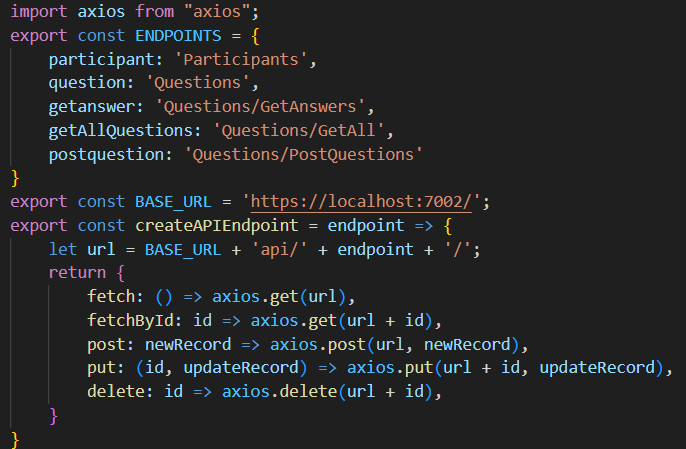 import axios from "axios";
export const ENDPOINTS = {
    participant: 'Participants',
    question: 'Questions',
    getanswer: 'Questions/GetAnswers',
    getAllQuestions: 'Questions/GetAll',
    postquestion: 'Questions/PostQuestions'
}
export const BASE_URL = 'https://localhost:7002/';
export const createAPIEndpoint = endpoint => {
    let url = BASE_URL + 'api/' + endpoint + '/';
    return {
        fetch: () => axios.get(url),
        fetchById: id => axios.get(url + id),
        post: newRecord => axios.post(url, newRecord),
        put: (id, updateRecord) => axios.put(url + id, updateRecord),
        delete: id => axios.delete(url + id),
    }
}